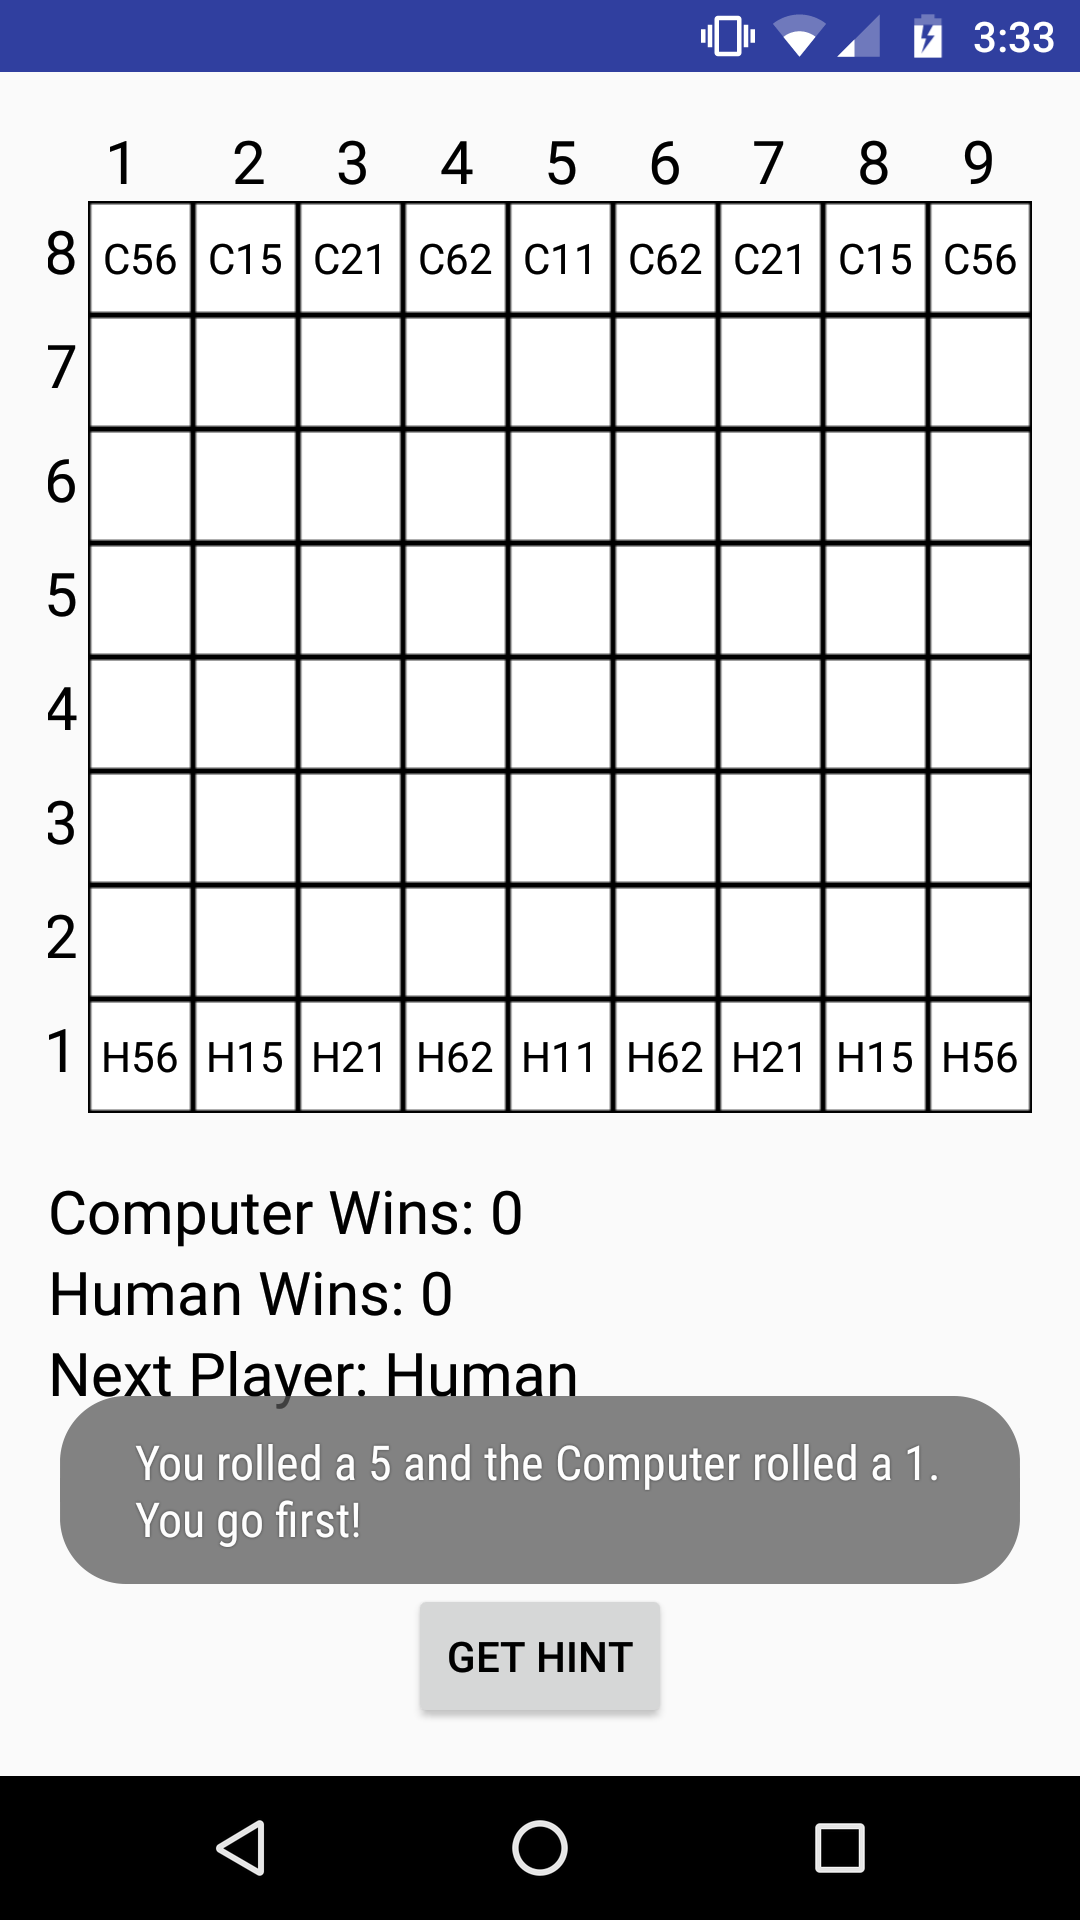 3:33
1 2 3 4 5 6 7 8 9
8 C56 C15 C21 C62 C11 C62 C21 C15 C56
7
6
5
4
3
2
1 H56 H15 H21 H62 H11 H62 H21 H15 H56
Computer Wins: 0
Human Wins: 0
Next Player: Human
You rolled a 5 and the Computer rolled a 1.
You go first!
GET HINT